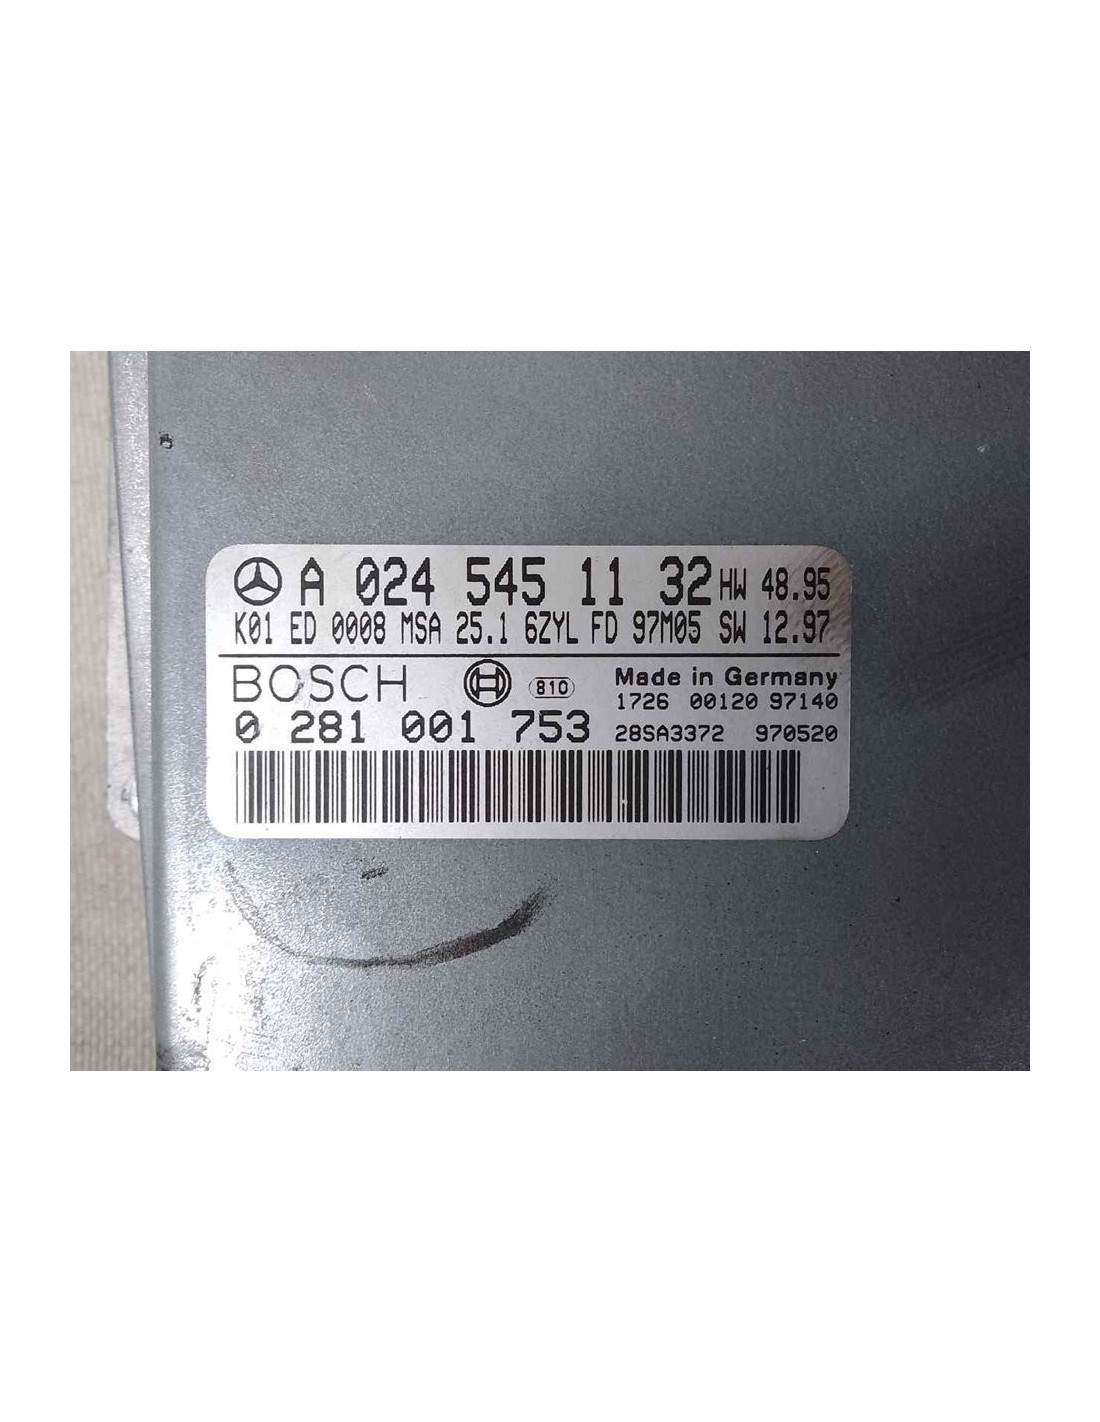 A 024 545 11 32 HW 48.95
K01 ED 0008 MSA 25.1 6ZYL FD 97M05 SW 12.97
BOSCH 810 Made in Germany
1726 00120 97140
0 281 001 753 28SA3372 970520